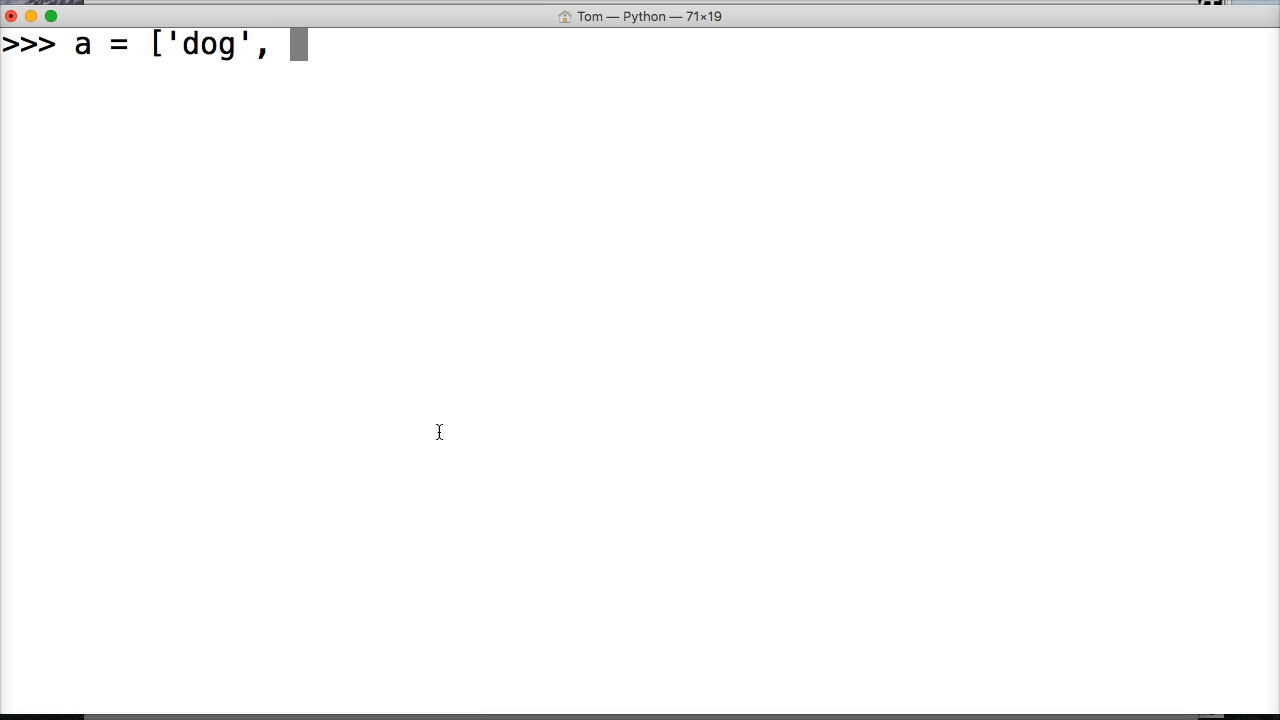 Tom — Python — 71×19
>>> a = ['dog',